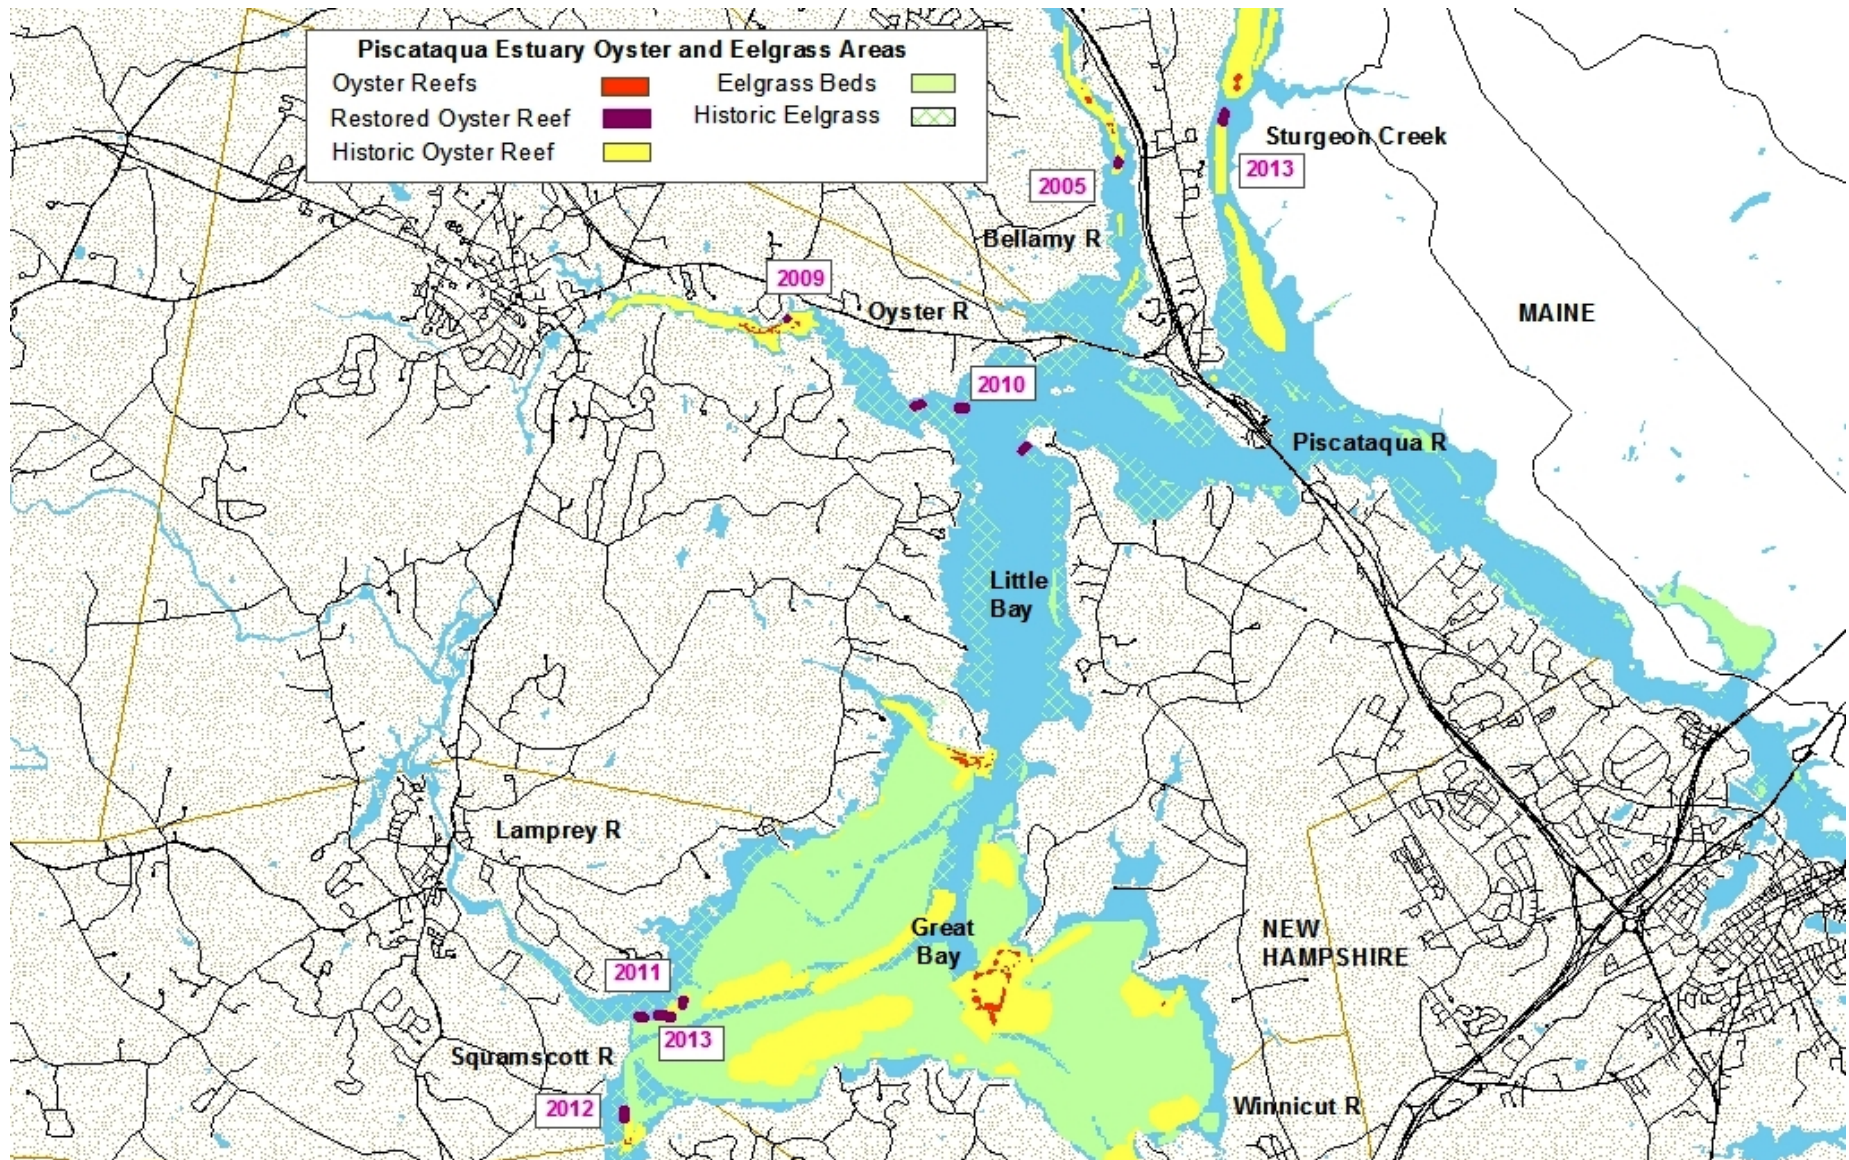 Piscataqua Estuary Oyster and Eelgrass Areas
Oyster Reefs
Eelgrass Beds
Restored Oyster Reef
Historic Eelgrass
Historic Oyster Reef
Sturgeon Creek
2013
2005
Bellamy R
2009
Oyster R
MAINE
2010
Piscataqua R
Little
Bay
Lamprey R
Great
Bay
NEW
HAMPSHIRE
2011
2013
Squamscott R
2012
Winnicut R